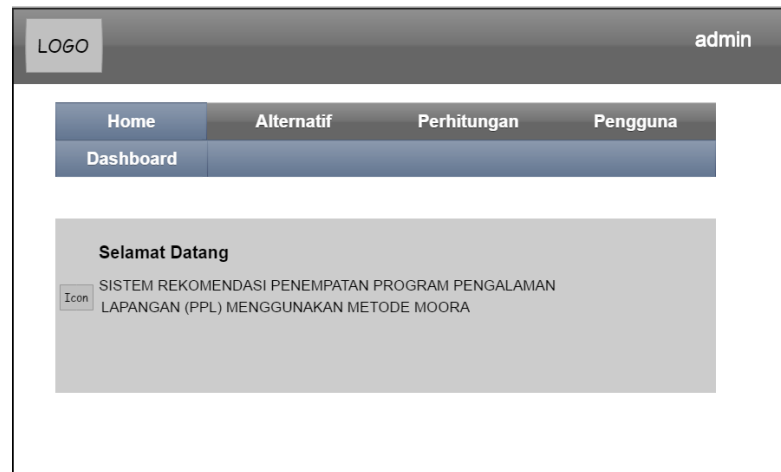 LOGO
admin
Home Alternatif Perhitungan Pengguna
Dashboard
Selamat Datang
Icon
SISTEM REKOMENDASI PENEMPATAN PROGRAM PENGALAMAN
LAPANGAN (PPL) MENGGUNAKAN METODE MOORA